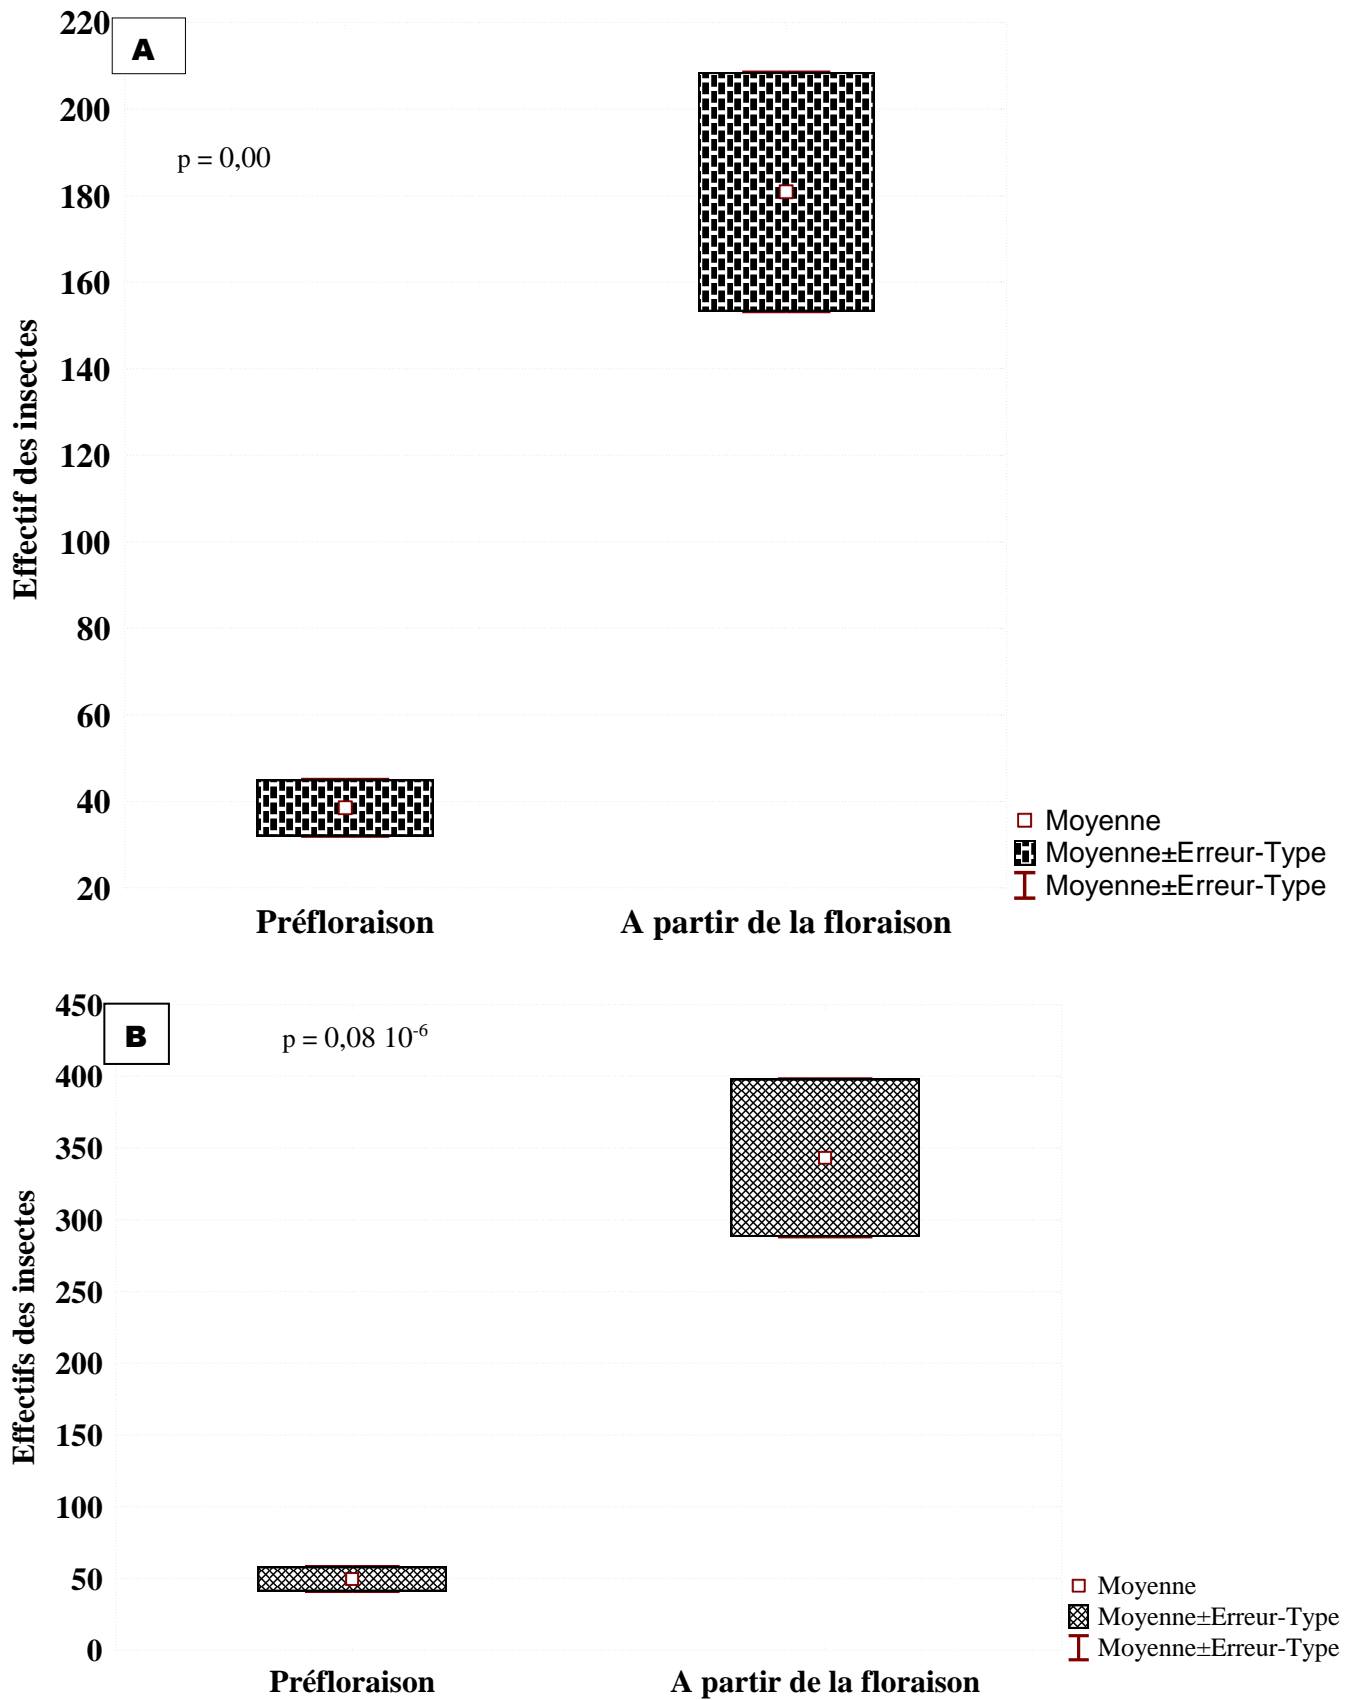 220
A
200
p = 0,00
180
160
140
120
100
80
60
40
20
Effectif des insectes
Préfloraison
A partir de la floraison
Moyenne
Moyenne±Erreur-Type
Moyenne±Erreur-Type
450
B
p = 0,08 10⁻⁶
400
350
300
250
200
150
100
50
0
Effectifs des insectes
Préfloraison
A partir de la floraison
Moyenne
Moyenne±Erreur-Type
Moyenne±Erreur-Type